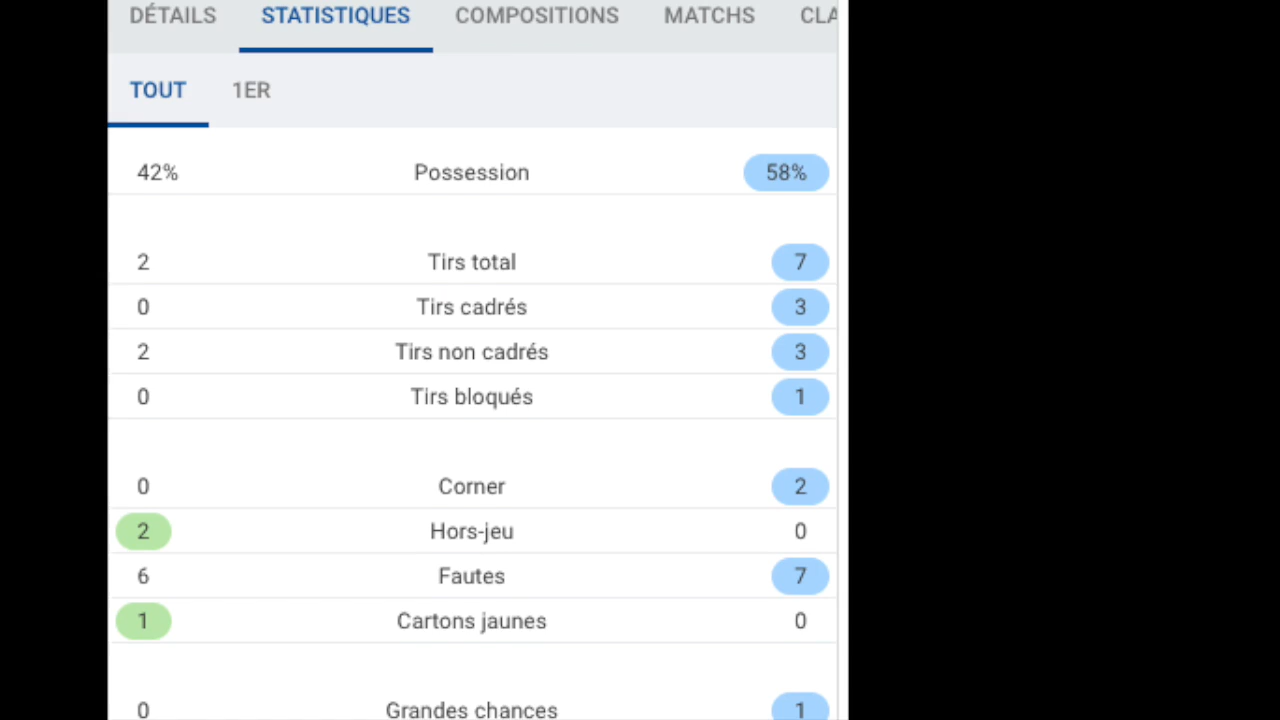 DÉTAILS STATISTIQUES COMPOSITIONS MATCHS CLA
TOUT 1ER
42% Possession 58%
2 Tirs total 7
0 Tirs cadrés 3
2 Tirs non cadrés 3
0 Tirs bloqués 1
0 Corner 2
2 Hors-jeu 0
6 Fautes 7
1 Cartons jaunes 0
0 Grandes chances 1